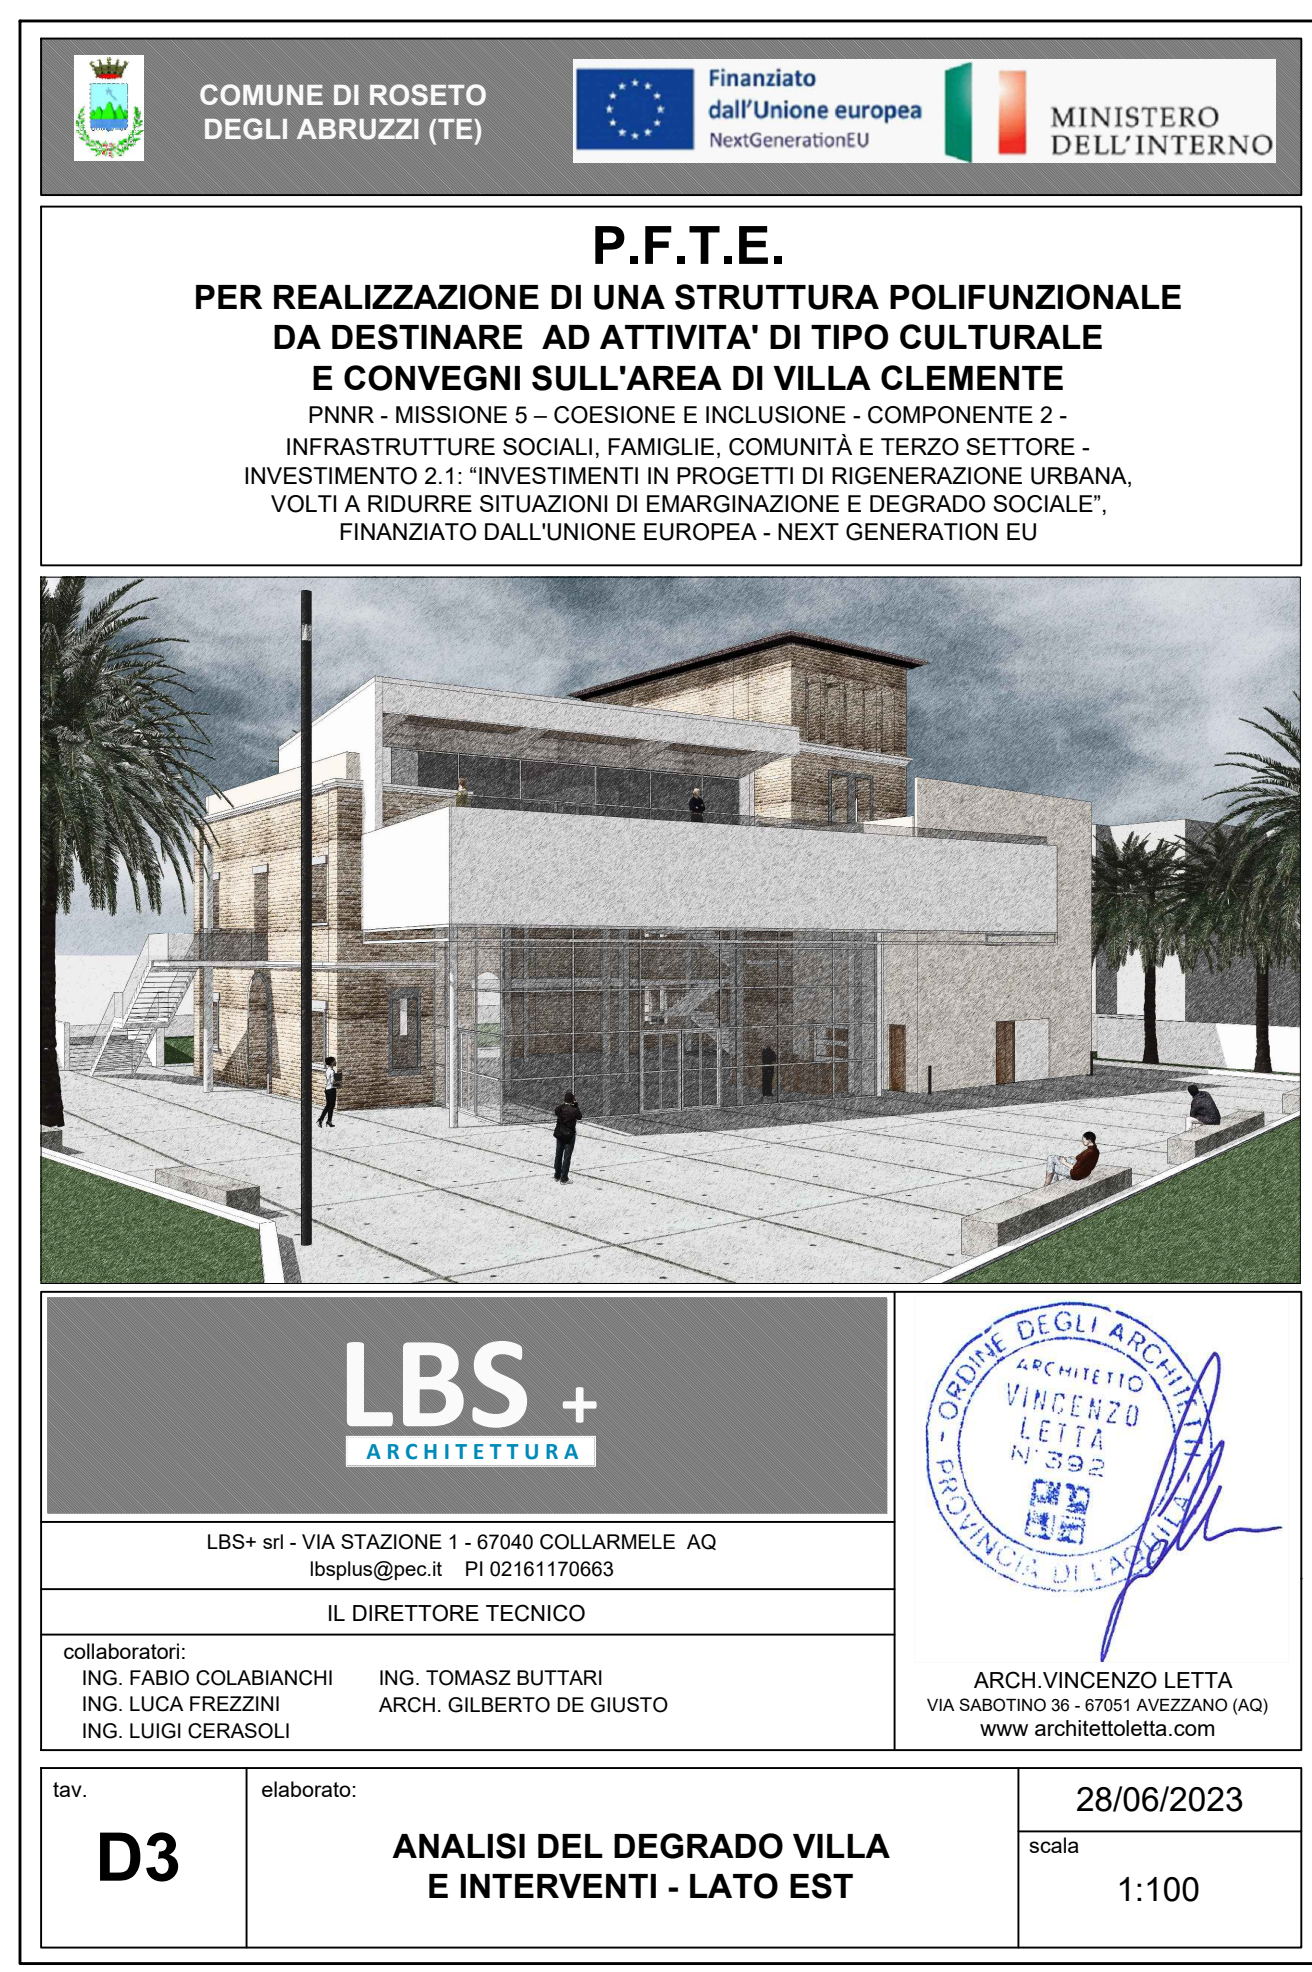 COMUNE DI ROSETO
DEGLI ABRUZZI (TE)
Finanziato
dall'Unione europea
NextGenerationEU
MINISTERO
DELL'INTERNO
P.F.T.E.
PER REALIZZAZIONE DI UNA STRUTTURA POLIFUNZIONALE
DA DESTINARE AD ATTIVITA' DI TIPO CULTURALE
E CONVEGNI SULL'AREA DI VILLA CLEMENTE
PNNR - MISSIONE 5 – COESIONE E INCLUSIONE - COMPONENTE 2 -
INFRASTRUTTURE SOCIALI, FAMIGLIE, COMUNITÀ E TERZO SETTORE -
INVESTIMENTO 2.1: “INVESTIMENTI IN PROGETTI DI RIGENERAZIONE URBANA,
VOLTI A RIDURRE SITUAZIONI DI EMARGINAZIONE E DEGRADO SOCIALE”,
FINANZIATO DALL'UNIONE EUROPEA - NEXT GENERATION EU
LBS +
ARCHITETTURA
LBS+ srl - VIA STAZIONE 1 - 67040 COLLARMELE AQ
lbsplus@pec.it PI 02161170663
IL DIRETTORE TECNICO
collaboratori:
ING. FABIO COLABIANCHI ING. TOMASZ BUTTARI
ING. LUCA FREZZINI ARCH. GILBERTO DE GIUSTO
ING. LUIGI CERASOLI
- ORDINE DEGLI ARCHITETTI -
PROVINCIA DI L'AQUILA
ARCHITETTO
VINCENZO
LETTA
N° 392
ARCH.VINCENZO LETTA
VIA SABOTINO 36 - 67051 AVEZZANO (AQ)
www architettoletta.com
tav.
D3
elaborato:
ANALISI DEL DEGRADO VILLA
E INTERVENTI - LATO EST
28/06/2023
scala
1:100